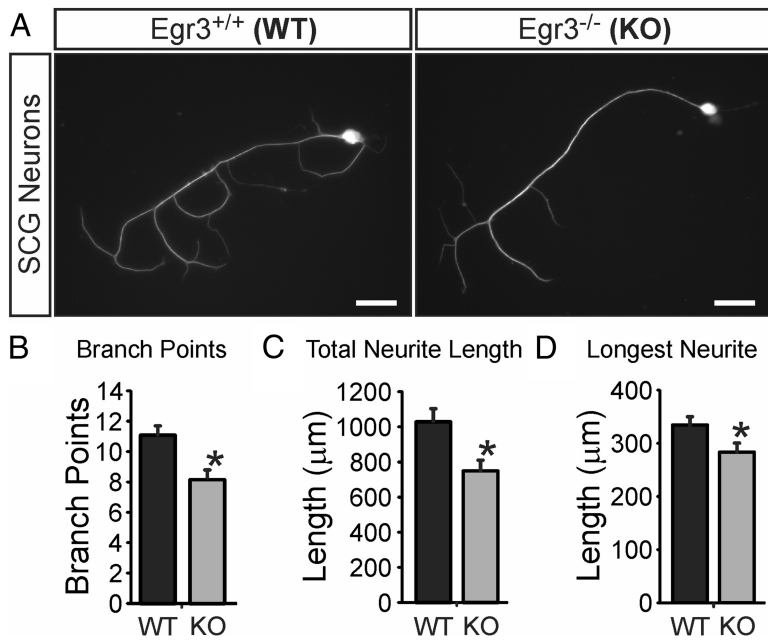 A
Egr3+/+ (WT)
Egr3-/- (KO)
SCG Neurons
B Branch Points
C Total Neurite Length
D Longest Neurite
Branch Points
14
12
10
8
6
4
2
0
*
WT KO
Length (μm)
1200
1000
800
600
400
200
0
*
WT KO
Length (μm)
400
300
200
100
0
*
WT KO